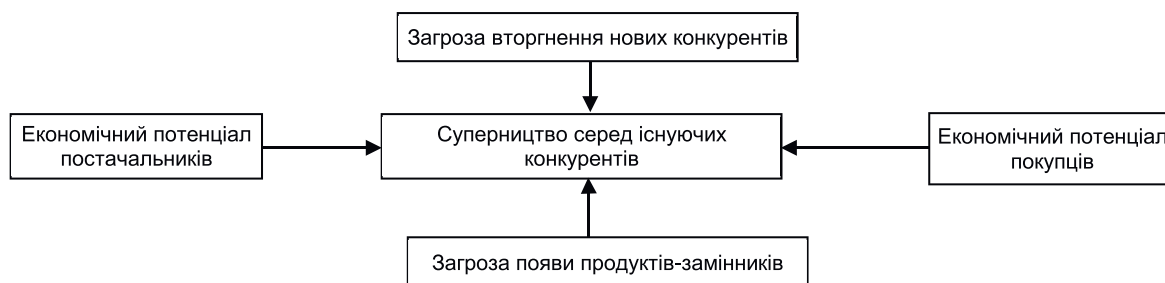 Загроза вторгнення нових конкурентів
Економічний потенціал
постачальників
Суперництво серед існуючих
конкурентів
Економічний потенціал
покупців
Загроза появи продуктів-замінників